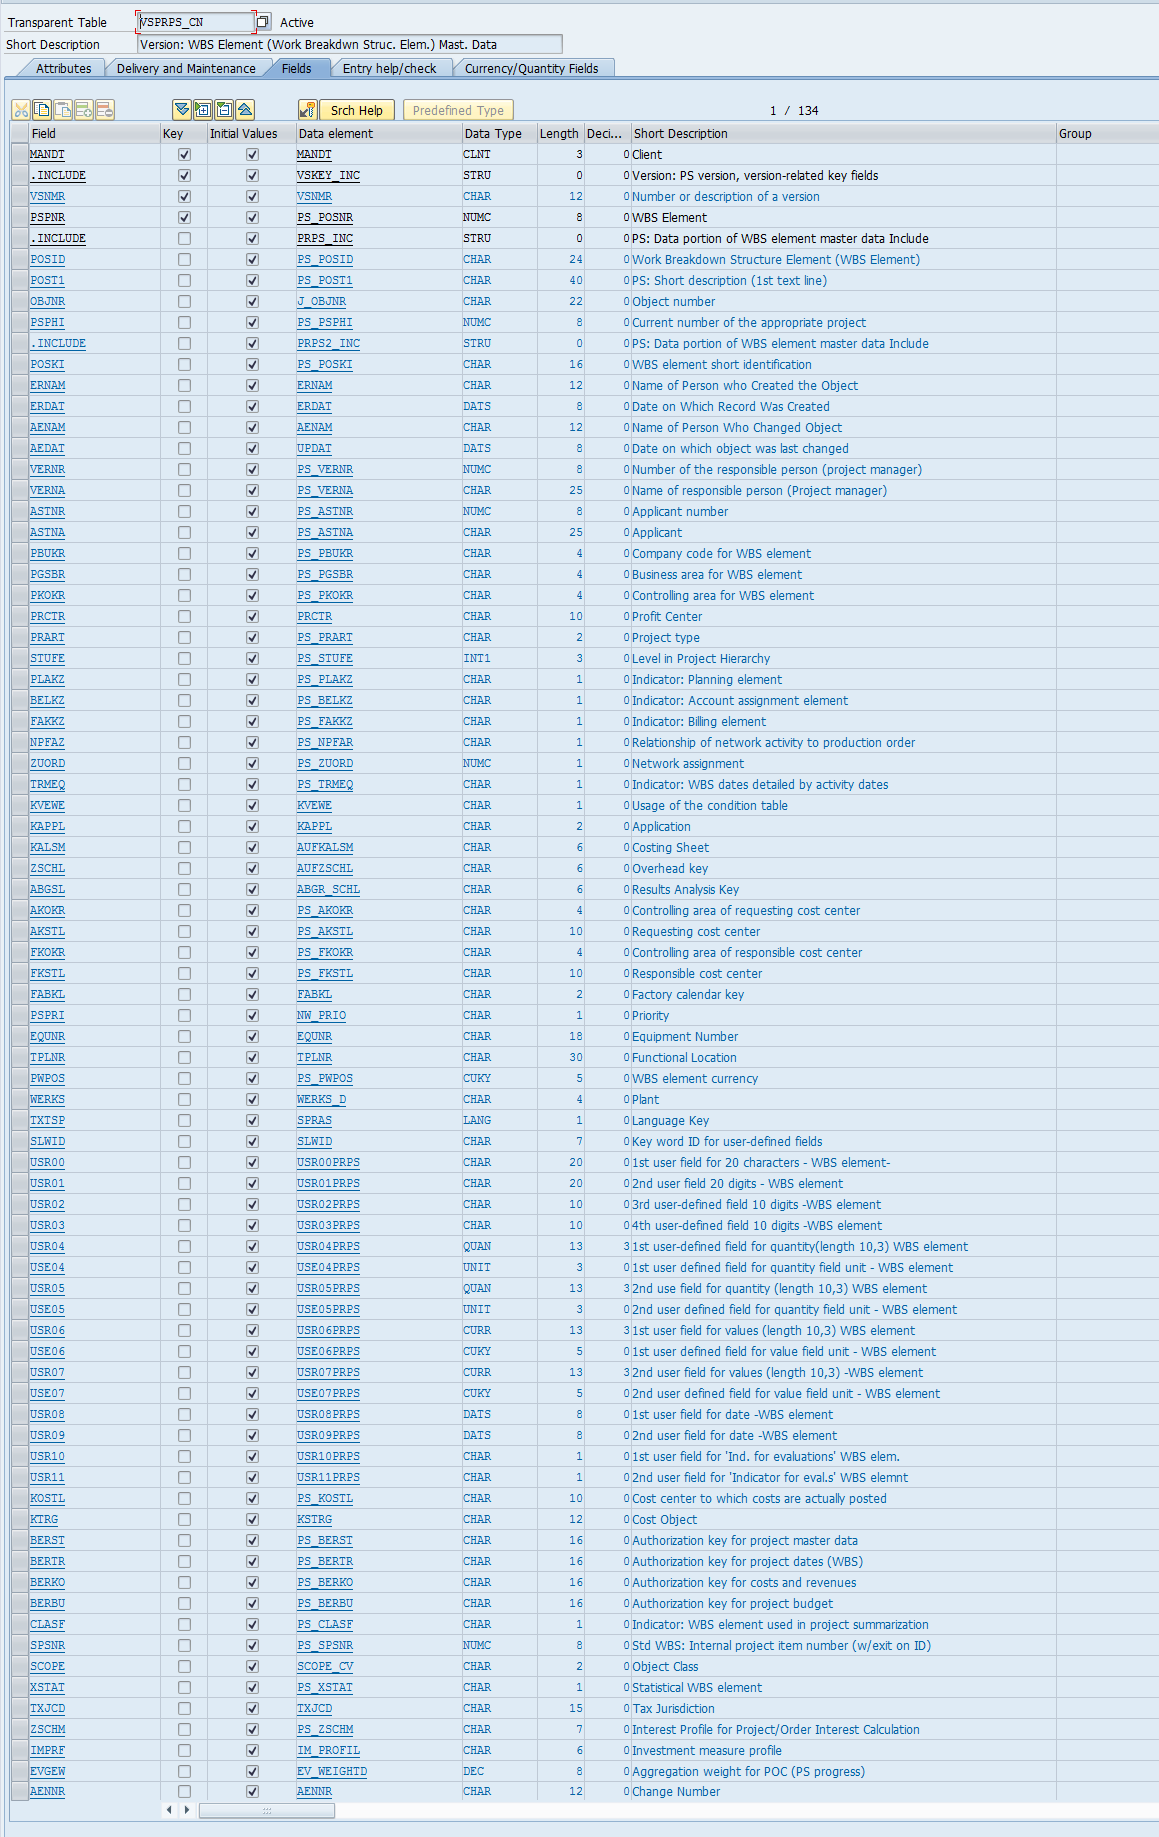 Transparent Table VSPRPS_CN Active
Short Description Version: WBS Element (Work Breakdwn Struc. Elem.) Mast. Data
Attributes Delivery and Maintenance Fields Entry help/check Currency/Quantity Fields
Srch Help Predefined Type 1 / 134
Field Key Initial Values Data element Data Type Length Deci... Short Description Group
MANDT MANDT CLNT 3 0 Client
.INCLUDE VSKEY_INC STRU 0 0 Version: PS version, version-related key fields
VSNMR VSNMR CHAR 12 0 Number or description of a version
PSPNR PS_POSNR NUMC 8 0 WBS Element
.INCLUDE PRPS_INC STRU 0 0 PS: Data portion of WBS element master data Include
POSID PS_POSID CHAR 24 0 Work Breakdown Structure Element (WBS Element)
POST1 PS_POST1 CHAR 40 0 PS: Short description (1st text line)
OBJNR J_OBJNR CHAR 22 0 Object number
PSPHI PS_PSPHI NUMC 8 0 Current number of the appropriate project
.INCLUDE PRPS2_INC STRU 0 0 PS: Data portion of WBS element master data Include
POSKI PS_POSKI CHAR 16 0 WBS element short identification
ERNAM ERNAM CHAR 12 0 Name of Person who Created the Object
ERDAT ERDAT DATS 8 0 Date on Which Record Was Created
AENAM AENAM CHAR 12 0 Name of Person Who Changed Object
AEDAT UPDAT DATS 8 0 Date on which object was last changed
VERNR PS_VERNR NUMC 8 0 Number of the responsible person (project manager)
VERNA PS_VERNA CHAR 25 0 Name of responsible person (Project manager)
ASTNR PS_ASTNR NUMC 8 0 Applicant number
ASTNA PS_ASTNA CHAR 25 0 Applicant
PBUKR PS_PBUKR CHAR 4 0 Company code for WBS element
PGSBR PS_PGSBR CHAR 4 0 Business area for WBS element
PKOKR PS_PKOKR CHAR 4 0 Controlling area for WBS element
PRCTR PRCTR CHAR 10 0 Profit Center
PRART PS_PRART CHAR 2 0 Project type
STUFE PS_STUFE INT1 3 0 Level in Project Hierarchy
PLAKZ PS_PLAKZ CHAR 1 0 Indicator: Planning element
BELKZ PS_BELKZ CHAR 1 0 Indicator: Account assignment element
FAKKZ PS_FAKKZ CHAR 1 0 Indicator: Billing element
NPFAZ PS_NPFAR CHAR 1 0 Relationship of network activity to production order
ZUORD PS_ZUORD NUMC 1 0 Network assignment
TRMEQ PS_TRMEQ CHAR 1 0 Indicator: WBS dates detailed by activity dates
KVEWE KVEWE CHAR 1 0 Usage of the condition table
KAPPL KAPPL CHAR 2 0 Application
KALSM AUFKALSM CHAR 6 0 Costing Sheet
ZSCHL AUFZSCHL CHAR 6 0 Overhead key
ABGSL ABGR_SCHL CHAR 6 0 Results Analysis Key
AKOKR PS_AKOKR CHAR 4 0 Controlling area of requesting cost center
AKSTL PS_AKSTL CHAR 10 0 Requesting cost center
FKOKR PS_FKOKR CHAR 4 0 Controlling area of responsible cost center
FKSTL PS_FKSTL CHAR 10 0 Responsible cost center
FABKL FABKL CHAR 2 0 Factory calendar key
PSPRI NW_PRIO CHAR 1 0 Priority
EQUNR EQUNR CHAR 18 0 Equipment Number
TPLNR TPLNR CHAR 30 0 Functional Location
PWPOS PS_PWPOS CUKY 5 0 WBS element currency
WERKS WERKS_D CHAR 4 0 Plant
TXTSP SPRAS LANG 1 0 Language Key
SLWID SLWID CHAR 7 0 Key word ID for user-defined fields
USR00 USR00PRPS CHAR 20 0 1st user field for 20 characters - WBS element-
USR01 USR01PRPS CHAR 20 0 2nd user field 20 digits - WBS element
USR02 USR02PRPS CHAR 10 0 3rd user-defined field 10 digits -WBS element
USR03 USR03PRPS CHAR 10 0 4th user-defined field 10 digits -WBS element
USR04 USR04PRPS QUAN 13 3 1st user-defined field for quantity(length 10,3) WBS element
USE04 USE04PRPS UNIT 3 0 1st user defined field for quantity field unit - WBS element
USR05 USR05PRPS QUAN 13 3 2nd use field for quantity (length 10,3) WBS element
USE05 USE05PRPS UNIT 3 0 2nd user defined field for quantity field unit - WBS element
USR06 USR06PRPS CURR 13 3 1st user field for values (length 10,3) WBS element
USE06 USE06PRPS CUKY 5 0 1st user defined field for value field unit - WBS element
USR07 USR07PRPS CURR 13 3 2nd user field for values (length 10,3) -WBS element
USE07 USE07PRPS CUKY 5 0 2nd user defined field for value field unit - WBS element
USR08 USR08PRPS DATS 8 0 1st user field for date -WBS element
USR09 USR09PRPS DATS 8 0 2nd user field for date -WBS element
USR10 USR10PRPS CHAR 1 0 1st user field for 'Ind. for evaluations' WBS elem.
USR11 USR11PRPS CHAR 1 0 2nd user field for 'Indicator for eval.s' WBS elemnt
KOSTL PS_KOSTL CHAR 10 0 Cost center to which costs are actually posted
KTRG KSTRG CHAR 12 0 Cost Object
BERST PS_BERST CHAR 16 0 Authorization key for project master data
BERTR PS_BERTR CHAR 16 0 Authorization key for project dates (WBS)
BERKO PS_BERKO CHAR 16 0 Authorization key for costs and revenues
BERBU PS_BERBU CHAR 16 0 Authorization key for project budget
CLASF PS_CLASF CHAR 1 0 Indicator: WBS element used in project summarization
SPSNR PS_SPSNR NUMC 8 0 Std WBS: Internal project item number (w/exit on ID)
SCOPE SCOPE_CV CHAR 2 0 Object Class
XSTAT PS_XSTAT CHAR 1 0 Statistical WBS element
TXJCD TXJCD CHAR 15 0 Tax Jurisdiction
ZSCHM PS_ZSCHM CHAR 7 0 Interest Profile for Project/Order Interest Calculation
IMPRF IM_PROFIL CHAR 6 0 Investment measure profile
EVGEW EV_WEIGHTD DEC 8 0 Aggregation weight for POC (PS progress)
AENNR AENNR CHAR 12 0 Change Number